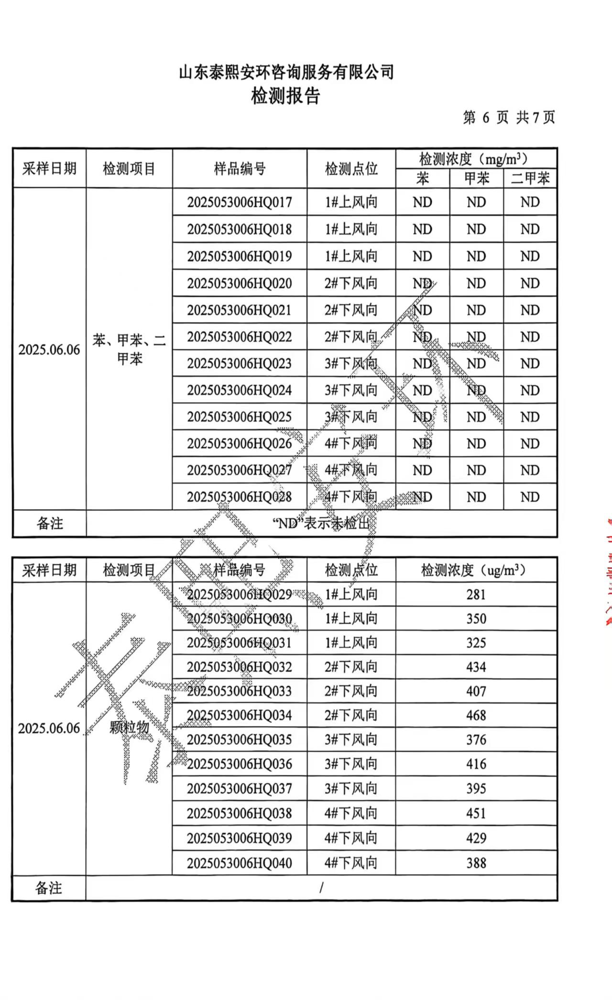 山东泰熙安环咨询服务有限公司
检测报告
第 6 页 共 7 页
采样日期 检测项目 样品编号 检测点位 检测浓度（mg/m³）
苯 甲苯 二甲苯
2025.06.06 苯、甲苯、二甲苯
2025053006HQ017 1#上风向 ND ND ND
2025053006HQ018 1#上风向 ND ND ND
2025053006HQ019 1#上风向 ND ND ND
2025053006HQ020 2#下风向 ND ND ND
2025053006HQ021 2#下风向 ND ND ND
2025053006HQ022 2#下风向 ND ND ND
2025053006HQ023 3#下风向 ND ND ND
2025053006HQ024 3#下风向 ND ND ND
2025053006HQ025 3#下风向 ND ND ND
2025053006HQ026 4#下风向 ND ND ND
2025053006HQ027 4#下风向 ND ND ND
2025053006HQ028 4#下风向 ND ND ND
备注 “ND”表示未检出
采样日期 检测项目 样品编号 检测点位 检测浓度（ug/m³）
2025.06.06 颗粒物
2025053006HQ029 1#上风向 281
2025053006HQ030 1#上风向 350
2025053006HQ031 1#上风向 325
2025053006HQ032 2#下风向 434
2025053006HQ033 2#下风向 407
2025053006HQ034 2#下风向 468
2025053006HQ035 3#下风向 376
2025053006HQ036 3#下风向 416
2025053006HQ037 3#下风向 395
2025053006HQ038 4#下风向 451
2025053006HQ039 4#下风向 429
2025053006HQ040 4#下风向 388
备注 /